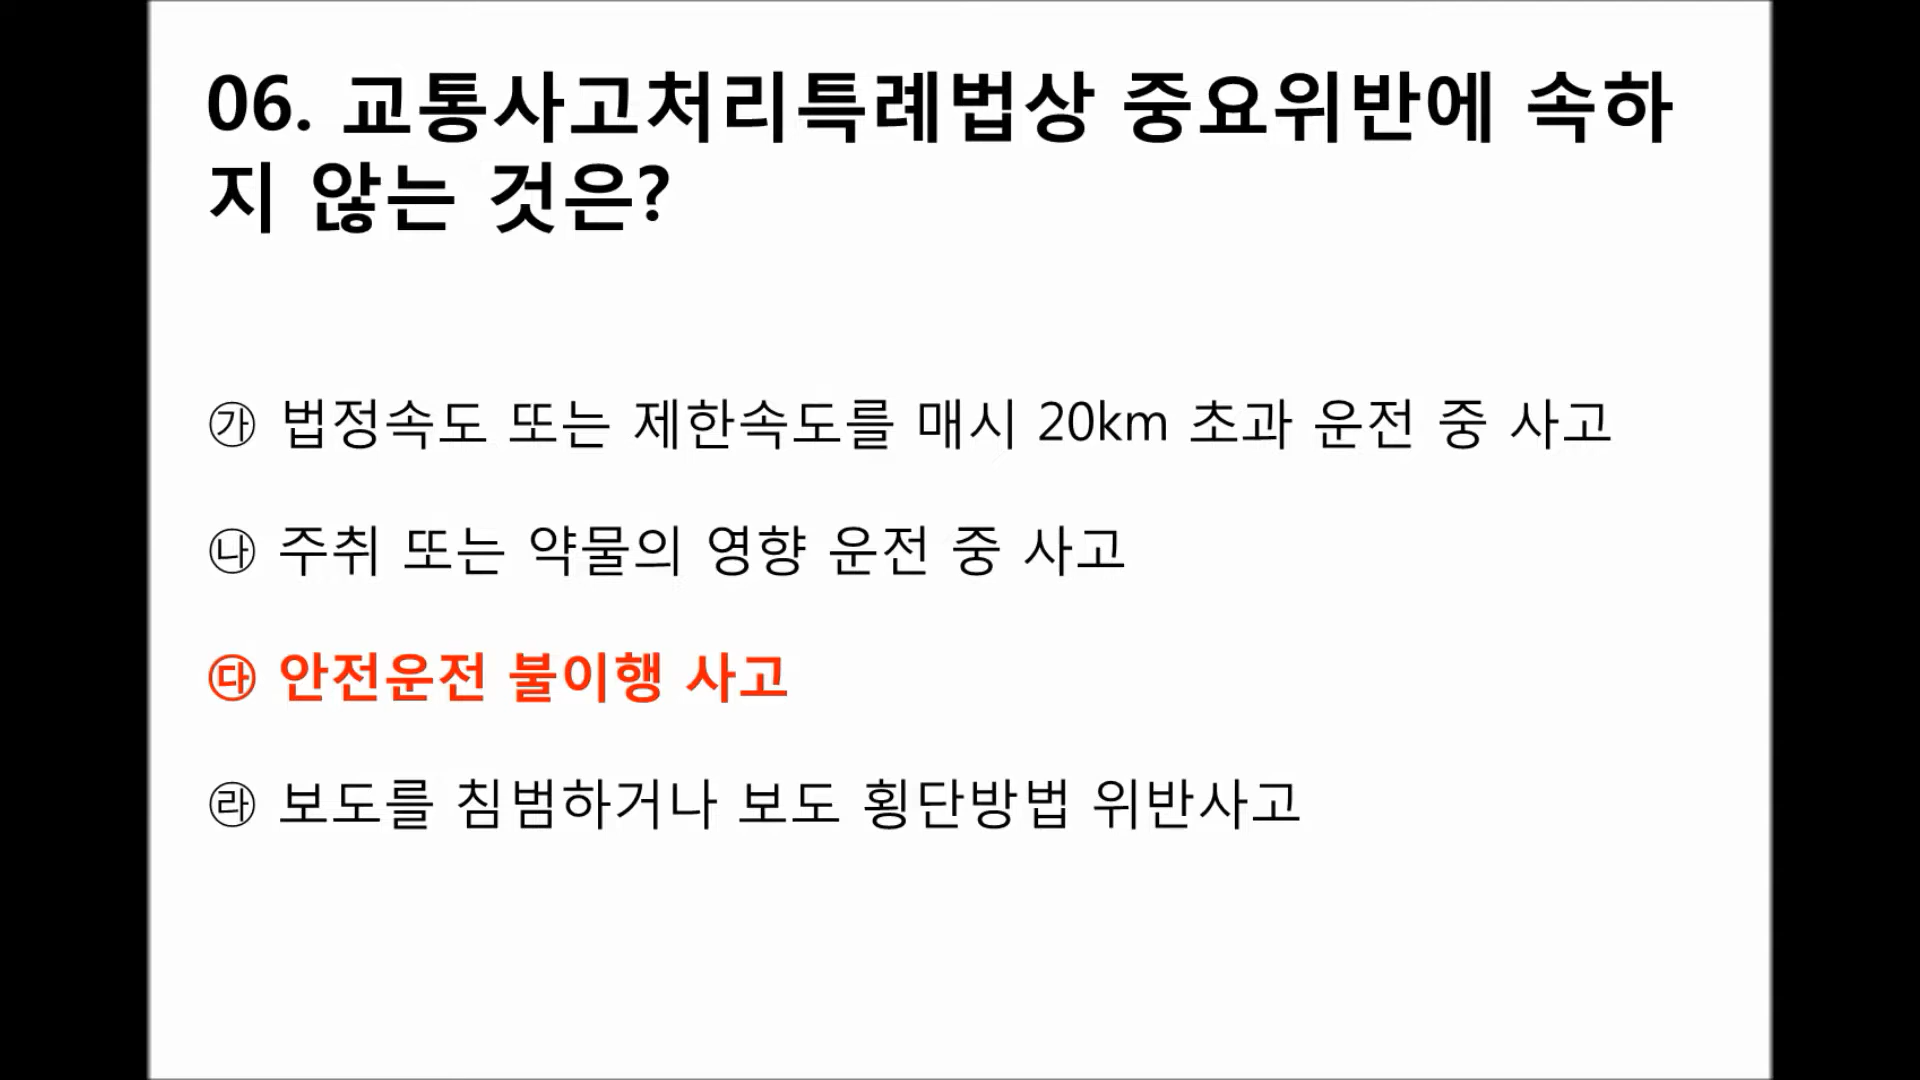 06. 교통사고처리특례법상 중요위반에 속하
지 않는 것은?
㉮ 법정속도 또는 제한속도를 매시 20km 초과 운전 중 사고
㉯ 주취 또는 약물의 영향 운전 중 사고
㉰ 안전운전 불이행 사고
㉱ 보도를 침범하거나 보도 횡단방법 위반사고